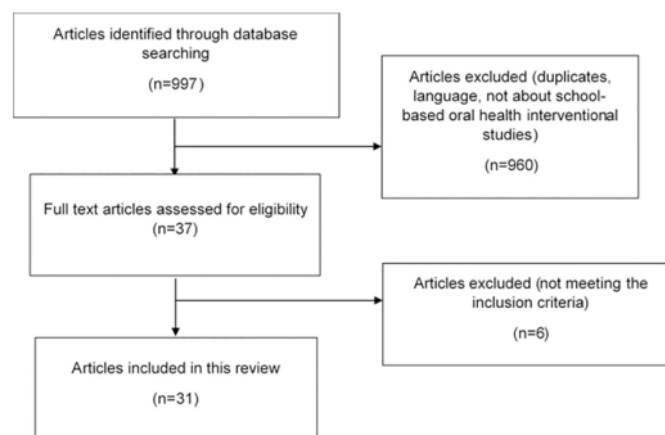 Articles identified through database
searching
(n=997)
Articles excluded (duplicates,
language, not about school-
based oral health interventional
studies)
(n=960)
Full text articles assessed for eligibility
(n=37)
Articles excluded (not meeting the
inclusion criteria)
(n=6)
Articles included in this review
(n=31)